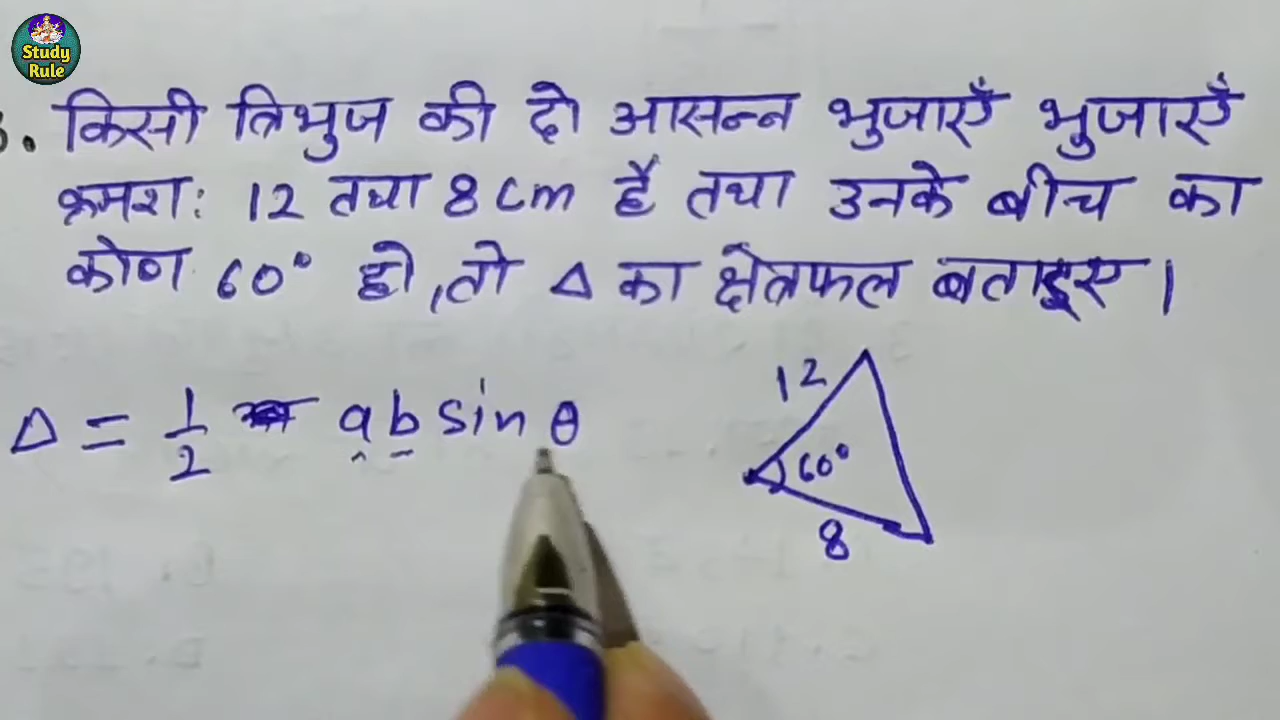 Study
Rule
किसी त्रिभुज की दो आसन्न भुजाएँ भुजाएँ
क्रमशः 12 तथा 8 cm है तथा उनके बीच का
कोण 60° हो, तो Δ का क्षेत्रफल बताइए।
Δ = 1/2 ab sin θ
12
60°
8